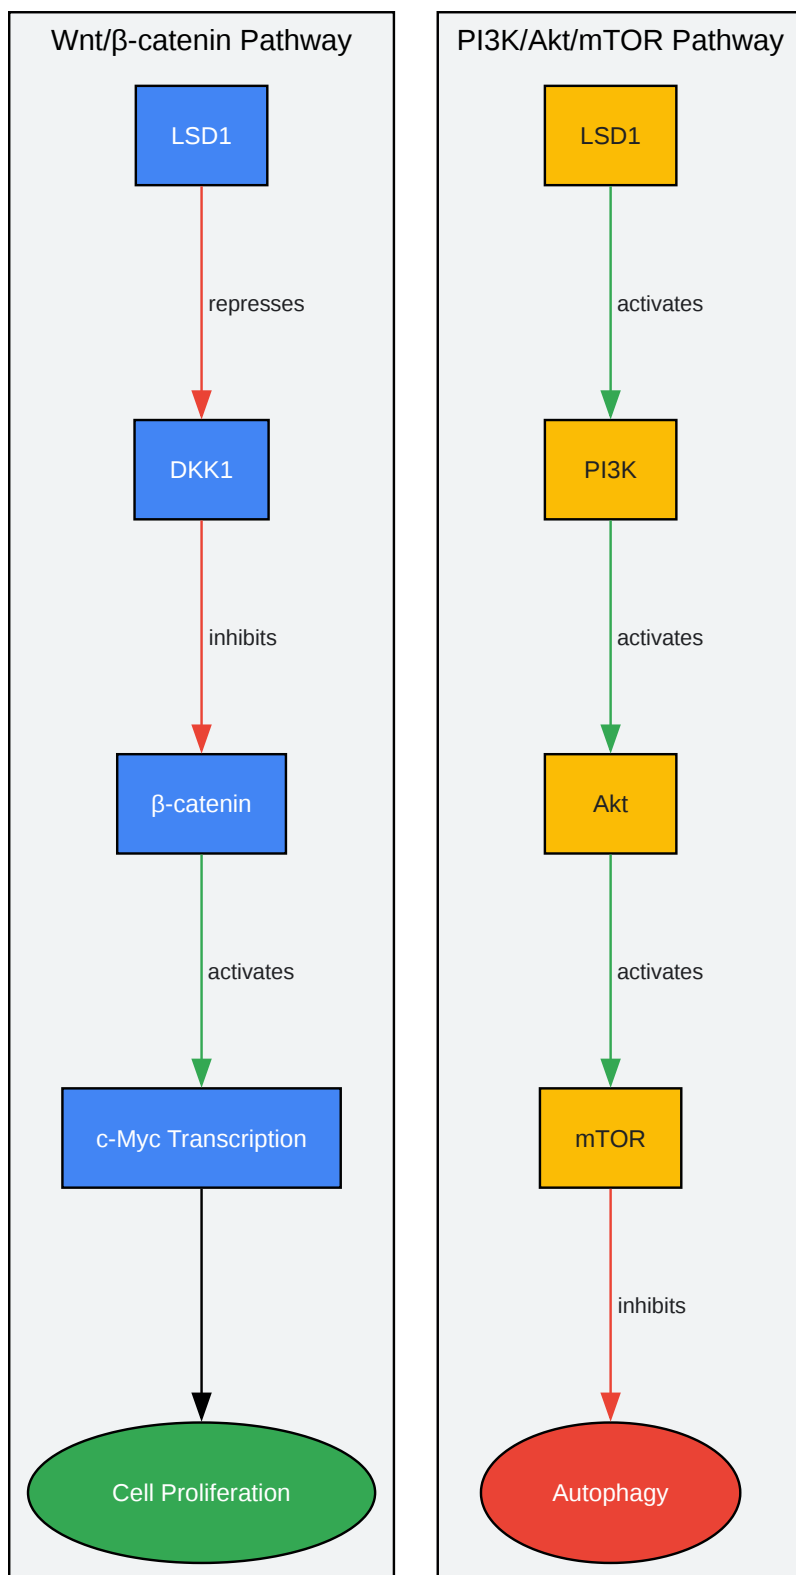 Wnt/β-catenin Pathway
LSD1
represses
DKK1
inhibits
β-catenin
activates
c-Myc Transcription
Cell Proliferation
PI3K/Akt/mTOR Pathway
LSD1
activates
PI3K
activates
Akt
activates
mTOR
inhibits
Autophagy